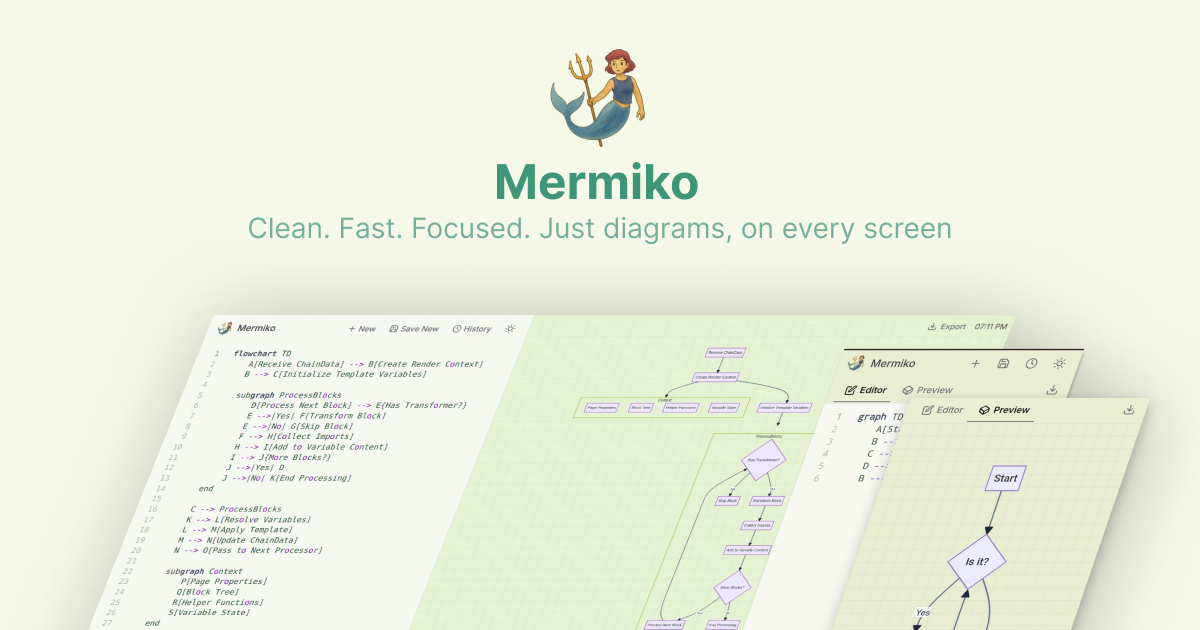 Mermiko
Clean. Fast. Focused. Just diagrams, on every screen
Mermiko
New
Save New
History
1 flowchart TD
2 A[Receive ChainData] --> B[Create Render Context]
3 B --> C[Initialize Template Variables]
4
5 subgraph ProcessBlocks
6 D[Process Next Block] --> E{Has Transformer?}
7 E -->|Yes| F[Transform Block]
8 E -->|No| G[Skip Block]
9 F --> H[Collect Imports]
10 H --> I[Add to Variable Content]
11 I --> J{More Blocks?}
12 J -->|Yes| D
13 J -->|No| K[End Processing]
14 end
15
16 C --> ProcessBlocks
17 K --> L[Resolve Variables]
18 L --> M[Apply Template]
19 M --> N[Update ChainData]
20 N --> O[Pass to Next Processor]
21
22 subgraph Context
23 P[Page Properties]
24 Q[Block Tree]
25 R[Helper Functions]
26 S[Variable State]
27 end
Export 07:11 PM
Receive ChainData
Create Render Context
Context
Page Properties
Block Tree
Helper Functions
Variable State
Initialize Template Variables
ProcessBlocks
Has Transformer?
No
Yes
Skip Block
Transform Block
Collect Imports
Add to Variable Content
More Blocks?
Yes
No
Process Next Block
End Processing
Mermiko
Editor
Preview
1 graph TD
2 A[St
3 B --
4 C --
5 D --
6 B --
Editor
Preview
Start
Is it?
Yes